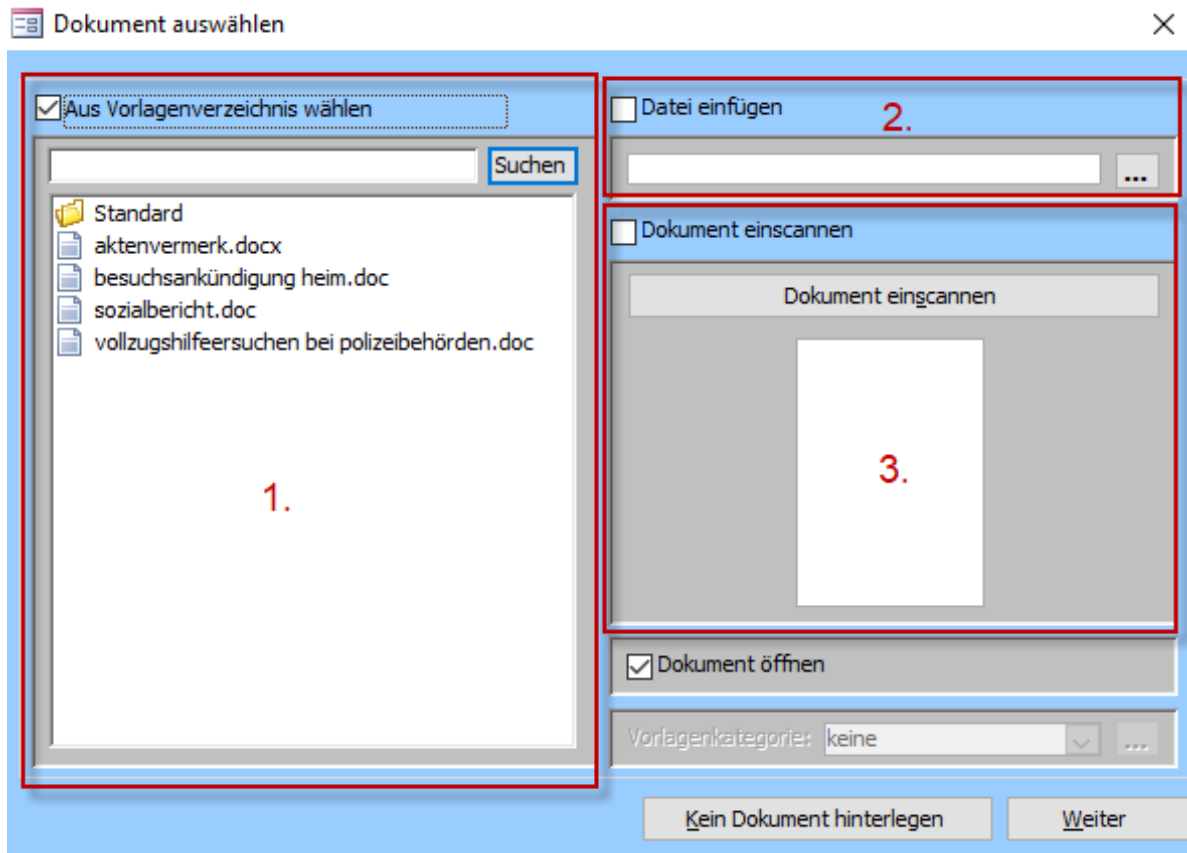 Dokument auswählen
Aus Vorlagenverzeichnis wählen
Suchen
Standard
aktenvermerk.docx
besuchsankündigung heim.doc
sozialbericht.doc
vollzugshilfeersuchen bei polizeibehörden.doc
1.
Datei einfügen
2.
...
Dokument einscannen
Dokument einscannen
3.
Dokument öffnen
Vorlagenkategorie: keine ...
Kein Dokument hinterlegen
Weiter